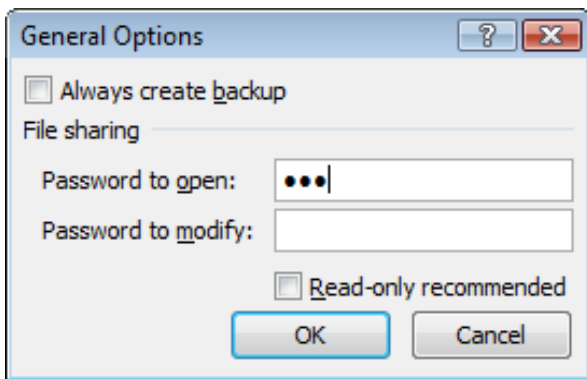 General Options
Always create backup
File sharing
Password to open: •••
Password to modify:
Read-only recommended
OK Cancel